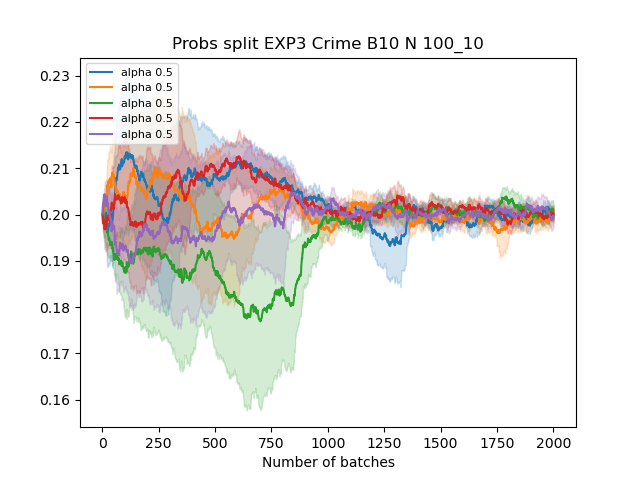 Probs split EXP3 Crime B10 N 100_10
alpha 0.5
alpha 0.5
alpha 0.5
alpha 0.5
alpha 0.5
0.23
0.22
0.21
0.20
0.19
0.18
0.17
0.16
0 250 500 750 1000 1250 1500 1750 2000
Number of batches